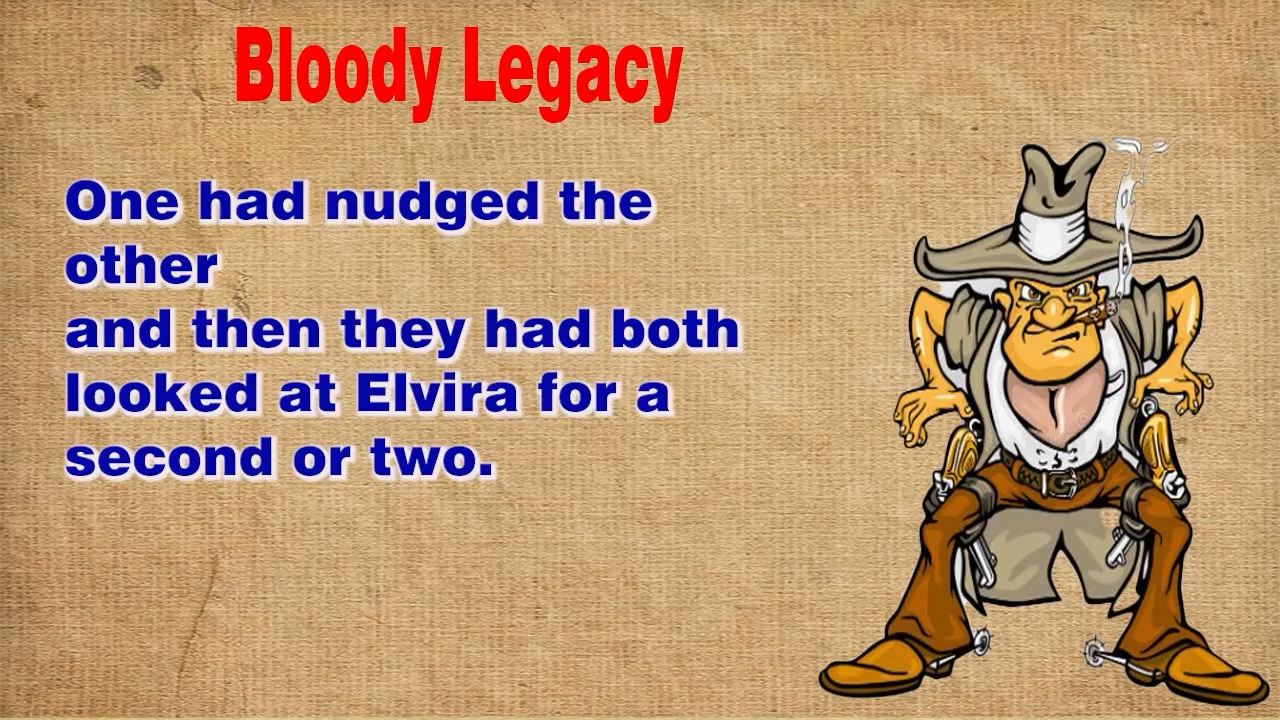 Bloody Legacy
One had nudged the
other
and then they had both
looked at Elvira for a
second or two.